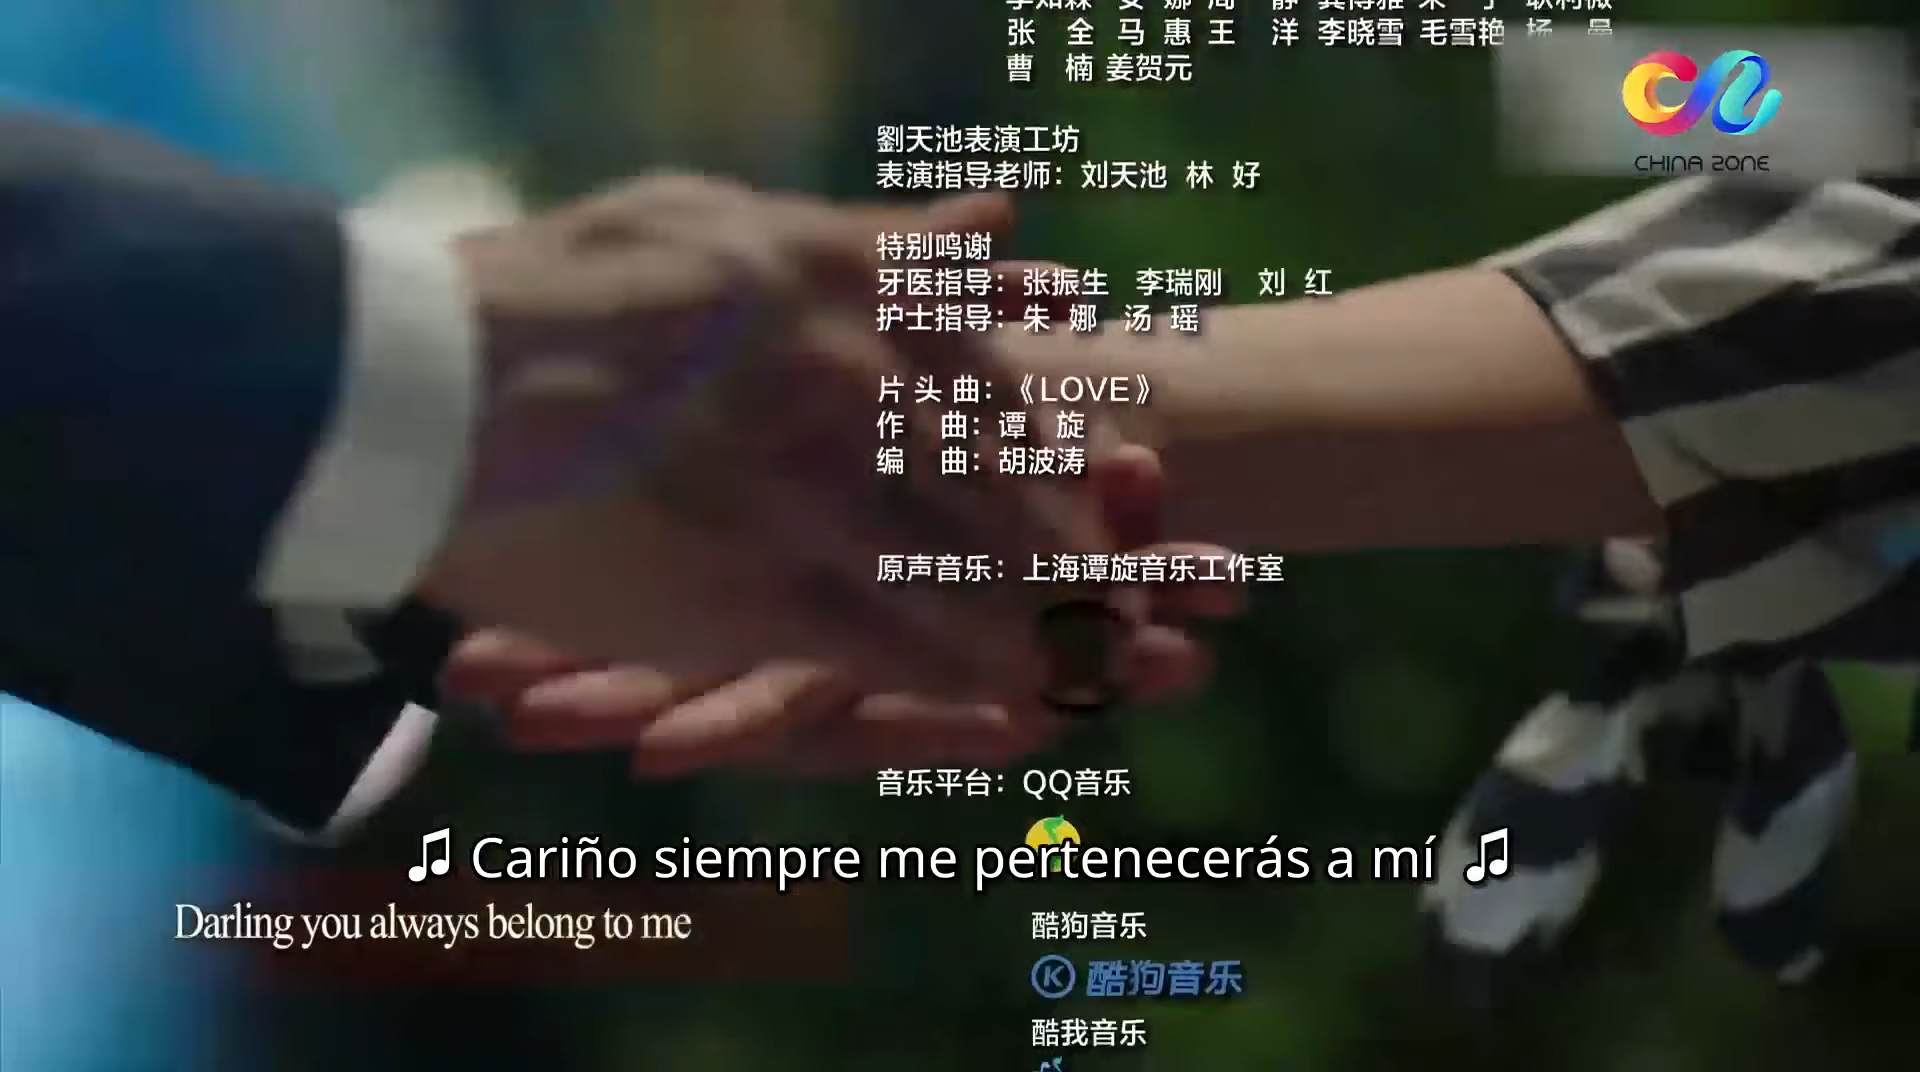 张 全 马 惠 王 洋 李晓雪 毛雪艳 杨
曹 楠 姜贺元
CHINA ZONE
劉天池表演工坊
表演指导老师：刘天池 林 好
特别鸣谢
牙医指导：张振生 李瑞刚 刘 红
护士指导：朱 娜 汤 瑶
片头曲：《LOVE》
作 曲：谭 旋
编 曲：胡波涛
原声音乐：上海谭旋音乐工作室
音乐平台：QQ音乐
♫ Cariño siempre me pertenecerás a mí ♫
Darling you always belong to me
酷狗音乐
K 酷狗音乐
酷我音乐